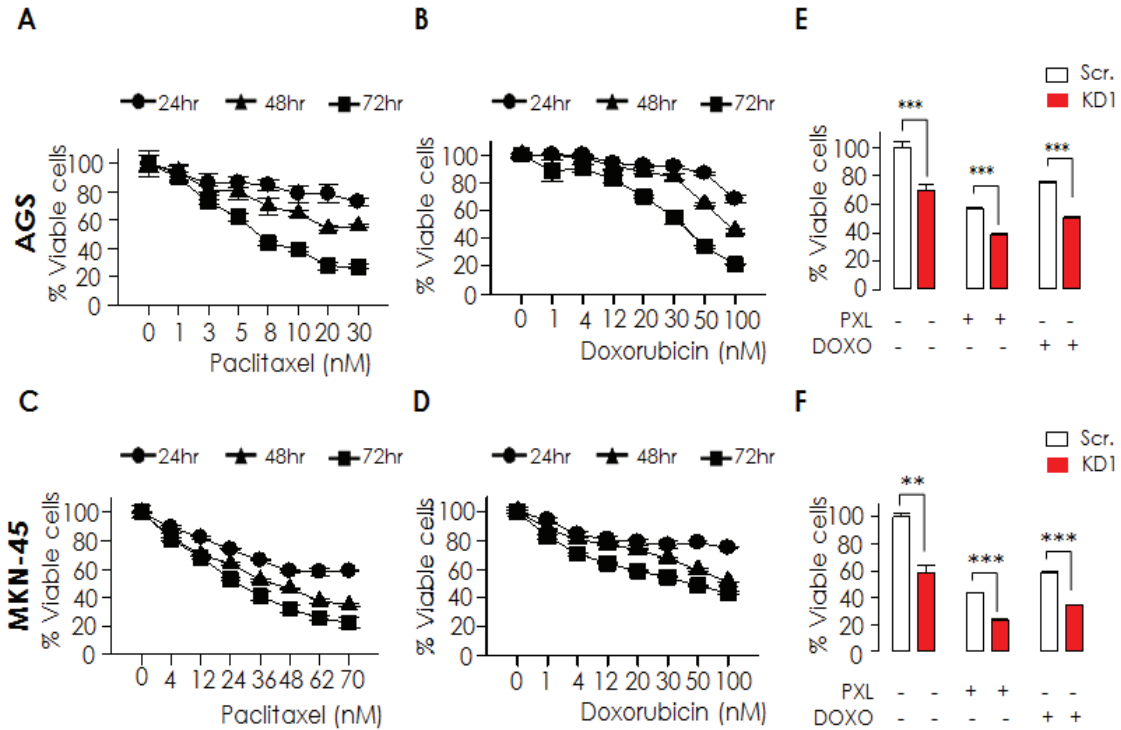 A
24hr 48hr 72hr
AGS
% Viable cells
100
80
60
40
20
0
0 1 3 5 8 10 20 30
Paclitaxel (nM)
B
24hr 48hr 72hr
% Viable cells
100
80
60
40
20
0
0 1 4 12 20 30 50 100
Doxorubicin (nM)
E
Scr.
KD1
% Viable cells
100
80
60
40
20
0
*** *** ***
PXL - - + + - -
DOXO - - - - + +
C
24hr 48hr 72hr
MKN-45
% Viable cells
100
80
60
40
20
0
0 4 12 24 36 48 62 70
Paclitaxel (nM)
D
24hr 48hr 72hr
% Viable cells
100
80
60
40
20
0
0 1 4 12 20 30 50 100
Doxorubicin (nM)
F
Scr.
KD1
% Viable cells
100
80
60
40
20
0
** *** ***
PXL - - + + - -
DOXO - - - - + +